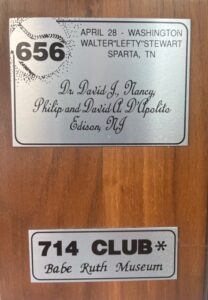 656
APRIL 28 - WASHINGTON
WALTER"LEFTY"STEWART
SPARTA, TN
Dr. David J., Nancy,
Philip and David A. D'Apolito
Edison, NJ
714 CLUB*
Babe Ruth Museum